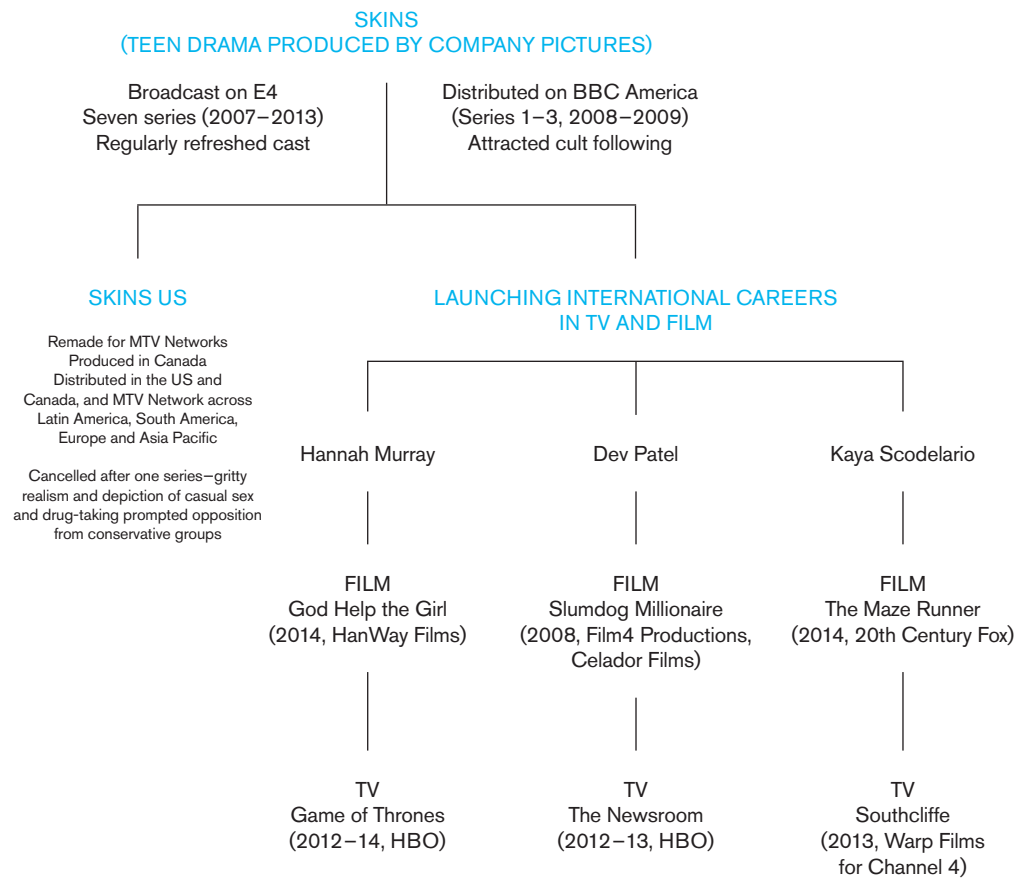 SKINS
(TEEN DRAMA PRODUCED BY COMPANY PICTURES)
Broadcast on E4
Seven series (2007–2013)
Regularly refreshed cast
Distributed on BBC America
(Series 1–3, 2008–2009)
Attracted cult following
SKINS US
Remade for MTV Networks
Produced in Canada
Distributed in the US and
Canada, and MTV Network across
Latin America, South America,
Europe and Asia Pacific
Cancelled after one series–gritty
realism and depiction of casual sex
and drug-taking prompted opposition
from conservative groups
LAUNCHING INTERNATIONAL CAREERS
IN TV AND FILM
Hannah Murray
FILM
God Help the Girl
(2014, HanWay Films)
TV
Game of Thrones
(2012–14, HBO)
Dev Patel
FILM
Slumdog Millionaire
(2008, Film4 Productions,
Celador Films)
TV
The Newsroom
(2012–13, HBO)
Kaya Scodelario
FILM
The Maze Runner
(2014, 20th Century Fox)
TV
Southcliffe
(2013, Warp Films
for Channel 4)